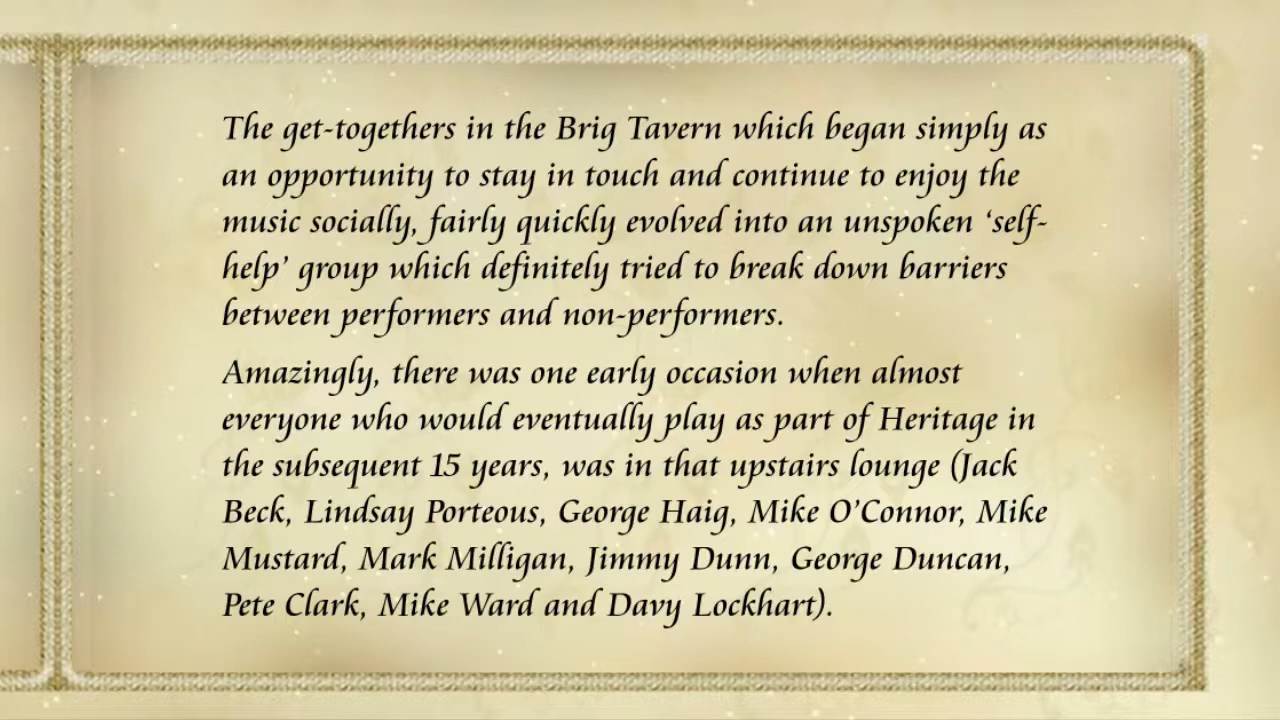 The get-togethers in the Brig Tavern which began simply as
an opportunity to stay in touch and continue to enjoy the
music socially, fairly quickly evolved into an unspoken ‘self-
help’ group which definitely tried to break down barriers
between performers and non-performers.
Amazingly, there was one early occasion when almost
everyone who would eventually play as part of Heritage in
the subsequent 15 years, was in that upstairs lounge (Jack
Beck, Lindsay Porteous, George Haig, Mike O’Connor, Mike
Mustard, Mark Milligan, Jimmy Dunn, George Duncan,
Pete Clark, Mike Ward and Davy Lockhart).